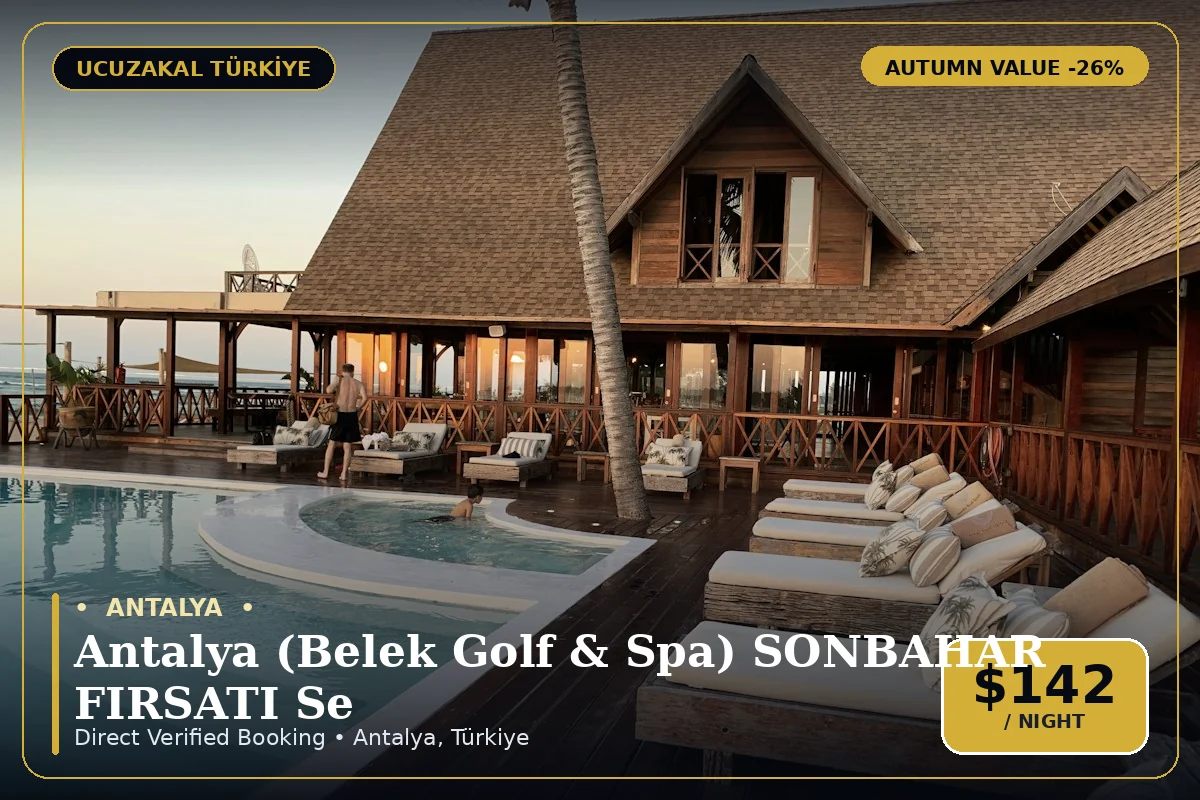 UCUZAKAL TÜRKİYE
AUTUMN VALUE -26%
• ANTALYA •
Antalya (Belek Golf & Spa) SONBAHAR
FIRSATI Se
Direct Verified Booking • Antalya, Türkiye
$142
/ NIGHT